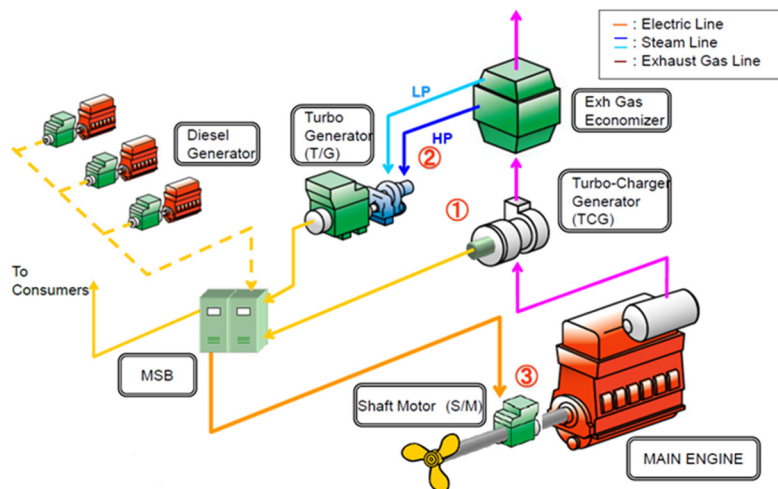 — : Electric Line
— : Steam Line
— : Exhaust Gas Line
LP
HP
Exh Gas
Economizer
Turbo
Generator
(T/G)
Diesel
Generator
②
①
Turbo-Charger
Generator
(TCG)
To
Consumers
MSB
③
Shaft Motor (S/M)
MAIN ENGINE